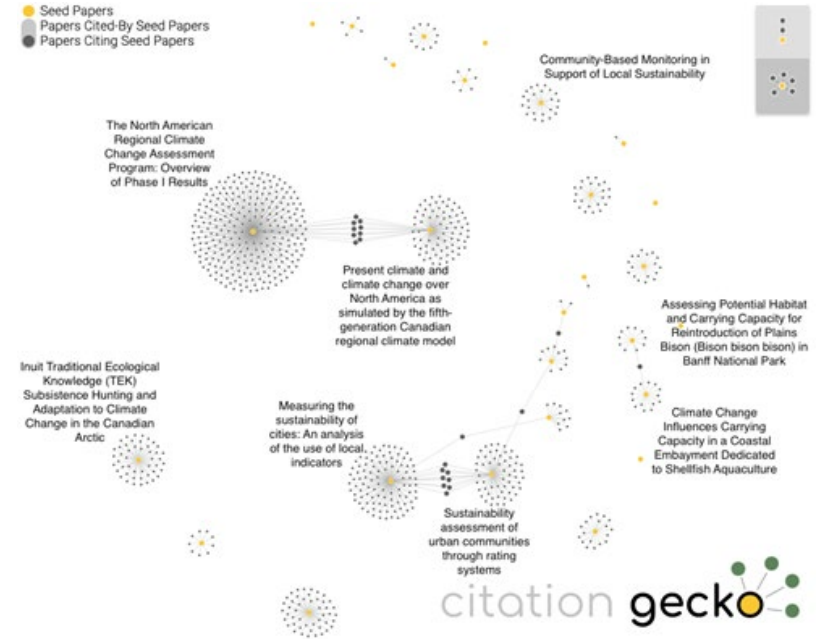 Seed Papers
Papers Cited-By Seed Papers
Papers Citing Seed Papers
Community-Based Monitoring in
Support of Local Sustainability
The North American
Regional Climate
Change Assessment
Program: Overview
of Phase I Results
Present climate and
climate change over
North America as
simulated by the fifth-
generation Canadian
regional climate model
Assessing Potential Habitat
and Carrying Capacity for
Reintroduction of Plains
Bison (Bison bison bison) in
Banff National Park
Inuit Traditional Ecological
Knowledge (TEK)
Subsistence Hunting and
Adaptation to Climate
Change in the Canadian
Arctic
Measuring the
sustainability of
cities: An analysis
of the use of local
indicators
Climate Change
Influences Carrying
Capacity in a Coastal
Embayment Dedicated
to Shellfish Aquaculture
Sustainability
assessment of
urban communities
through rating
systems
citation gecko